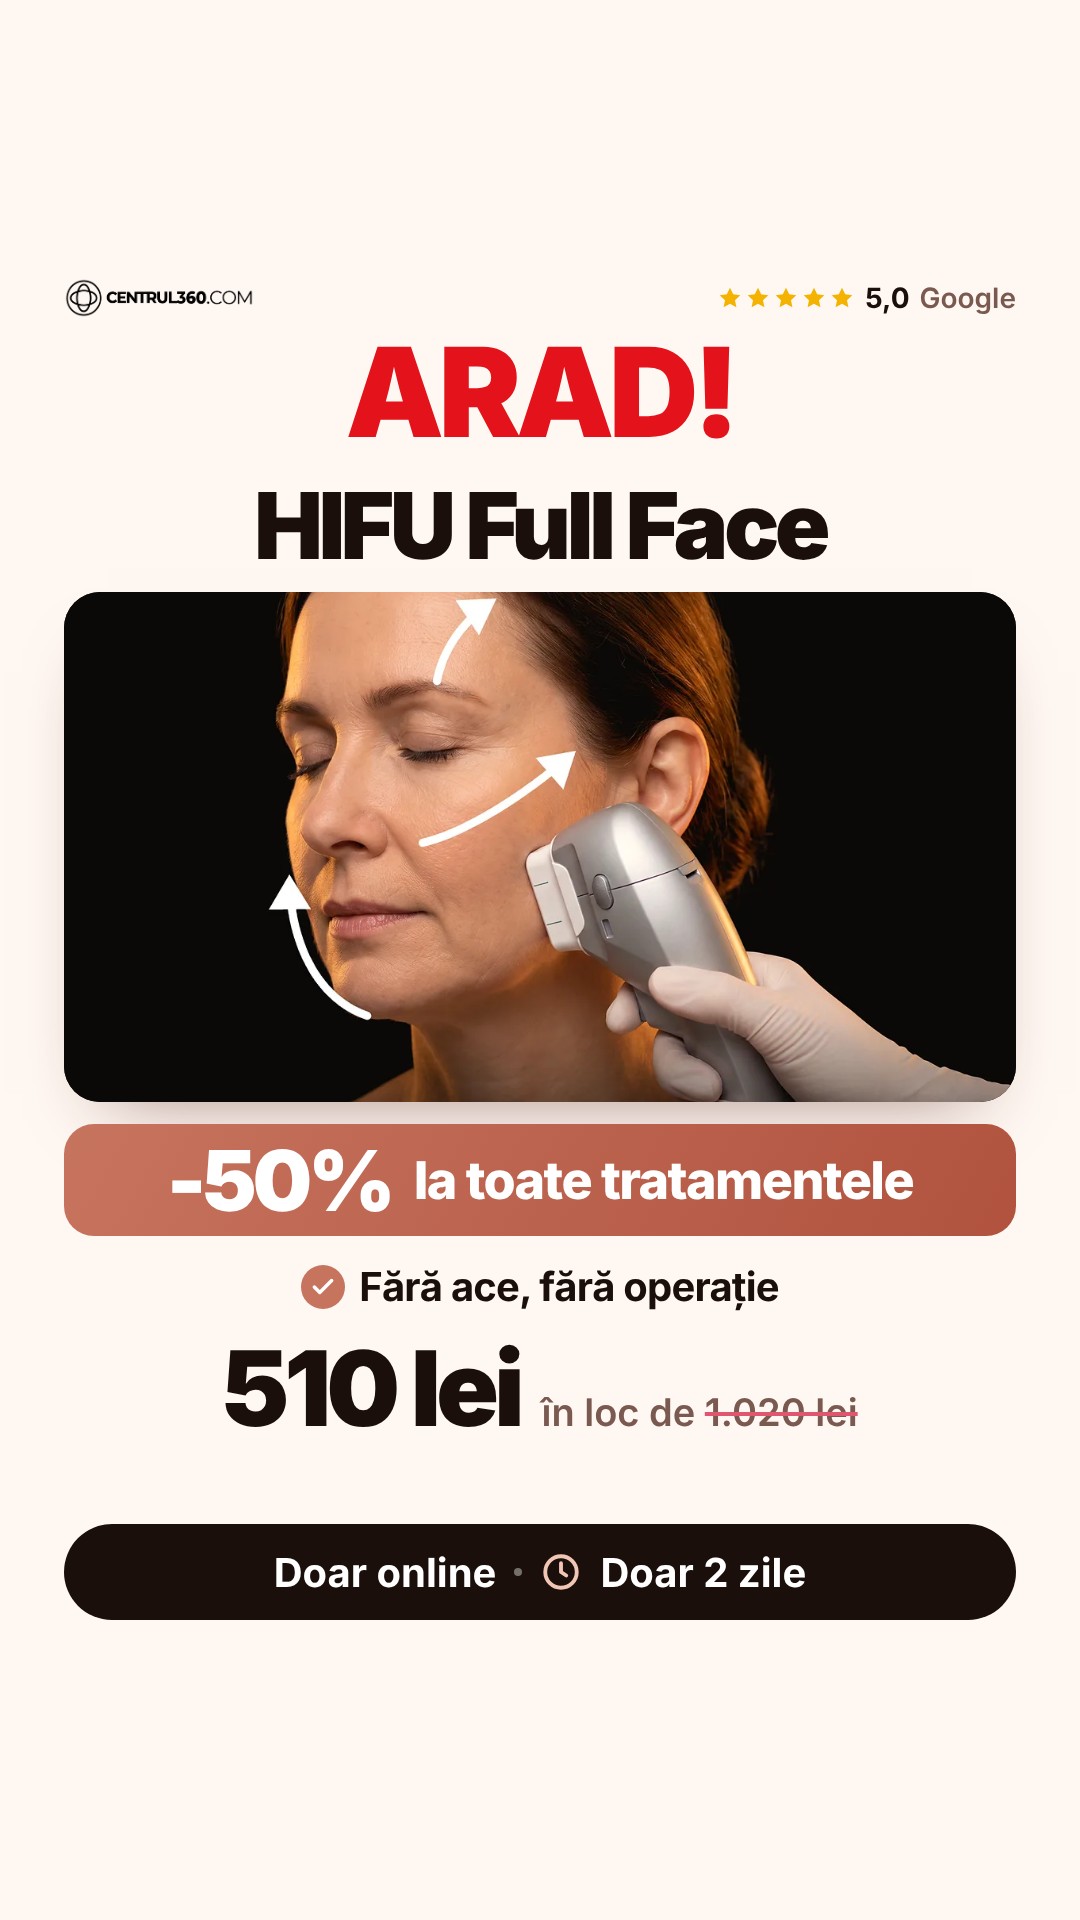 CENTRUL360.COM
5,0 Google
ARAD!
HIFU Full Face
-50% la toate tratamentele
Fără ace, fără operație
510 lei în loc de 1.020 lei
Doar online · Doar 2 zile